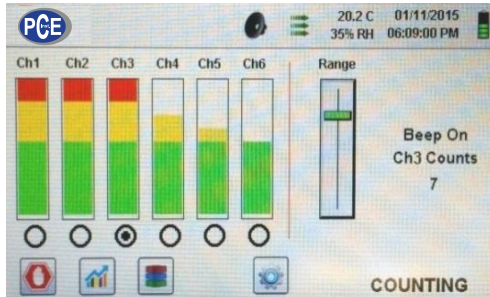 PCE
20.2 C 01/11/2015
35% RH 06:09:00 PM
Ch1 Ch2 Ch3 Ch4 Ch5 Ch6 Range
Beep On
Ch3 Counts
7
COUNTING